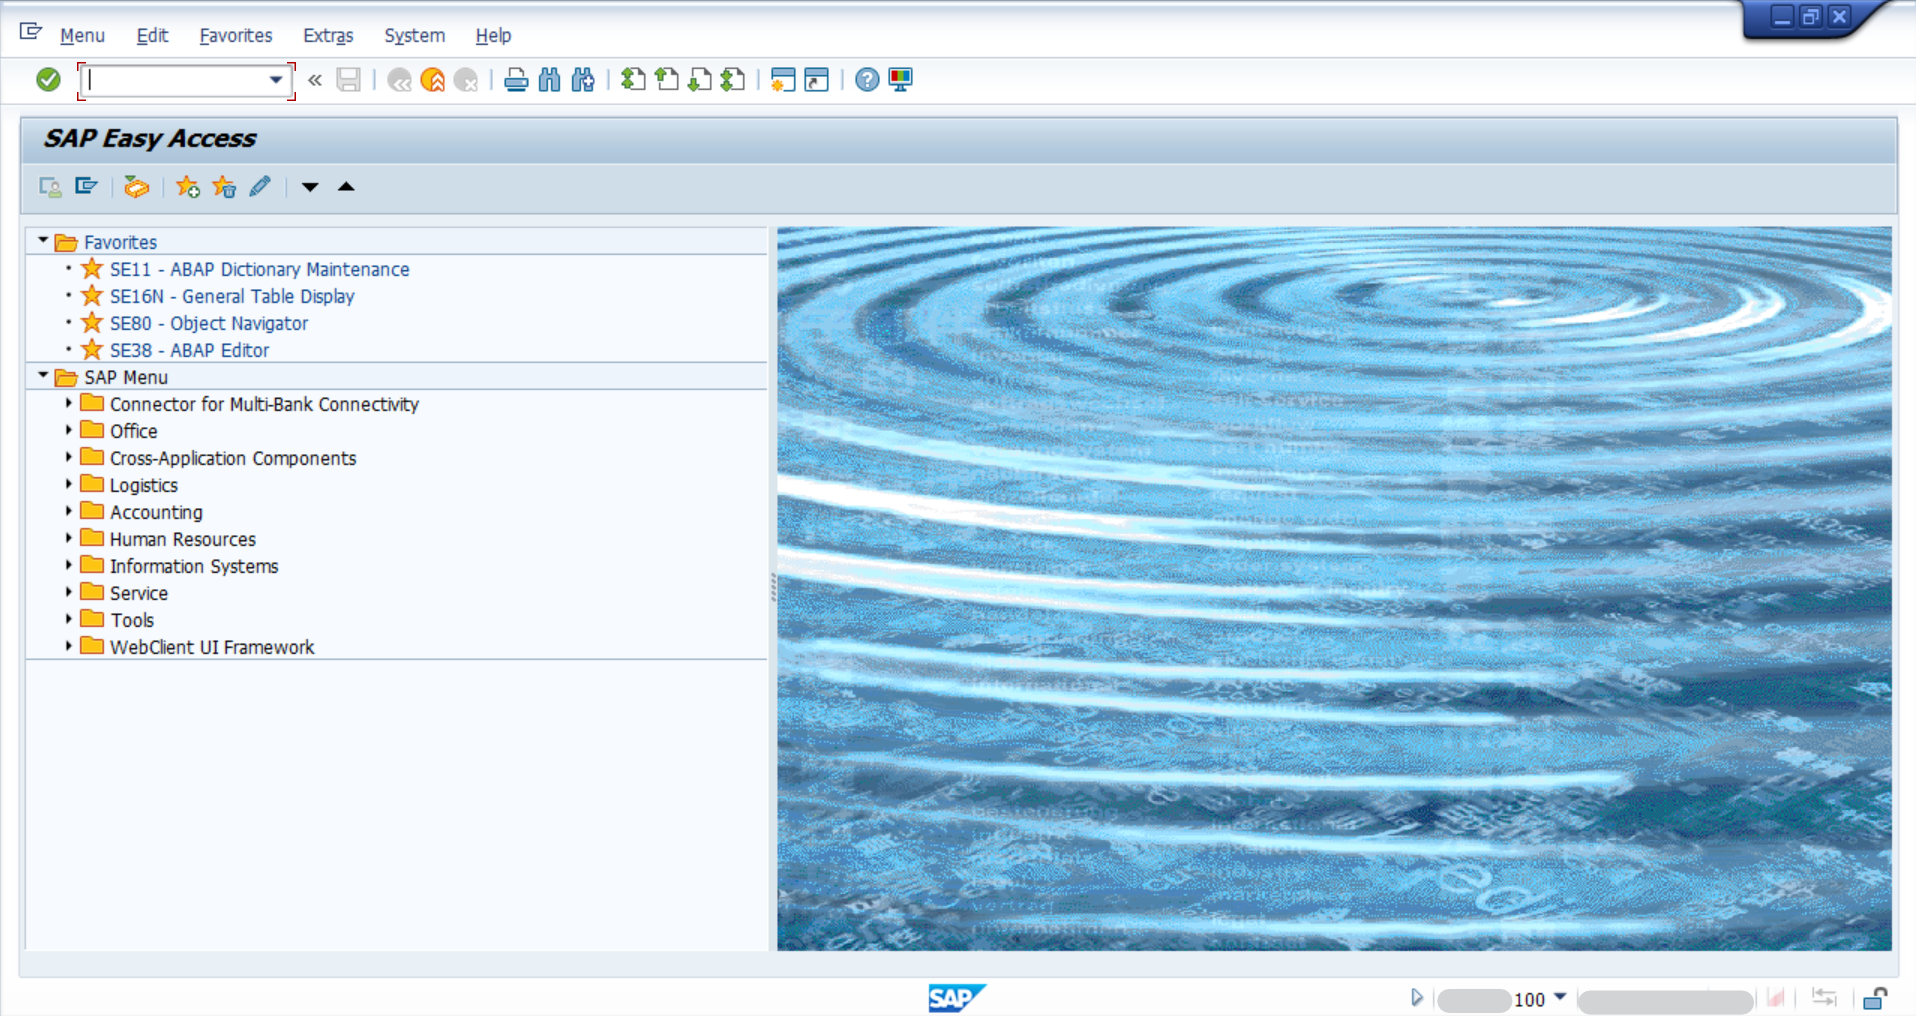 Menu Edit Favorites Extras System Help
SAP Easy Access
Favorites
SE11 - ABAP Dictionary Maintenance
SE16N - General Table Display
SE80 - Object Navigator
SE38 - ABAP Editor
SAP Menu
Connector for Multi-Bank Connectivity
Office
Cross-Application Components
Logistics
Accounting
Human Resources
Information Systems
Service
Tools
WebClient UI Framework
SAP
100